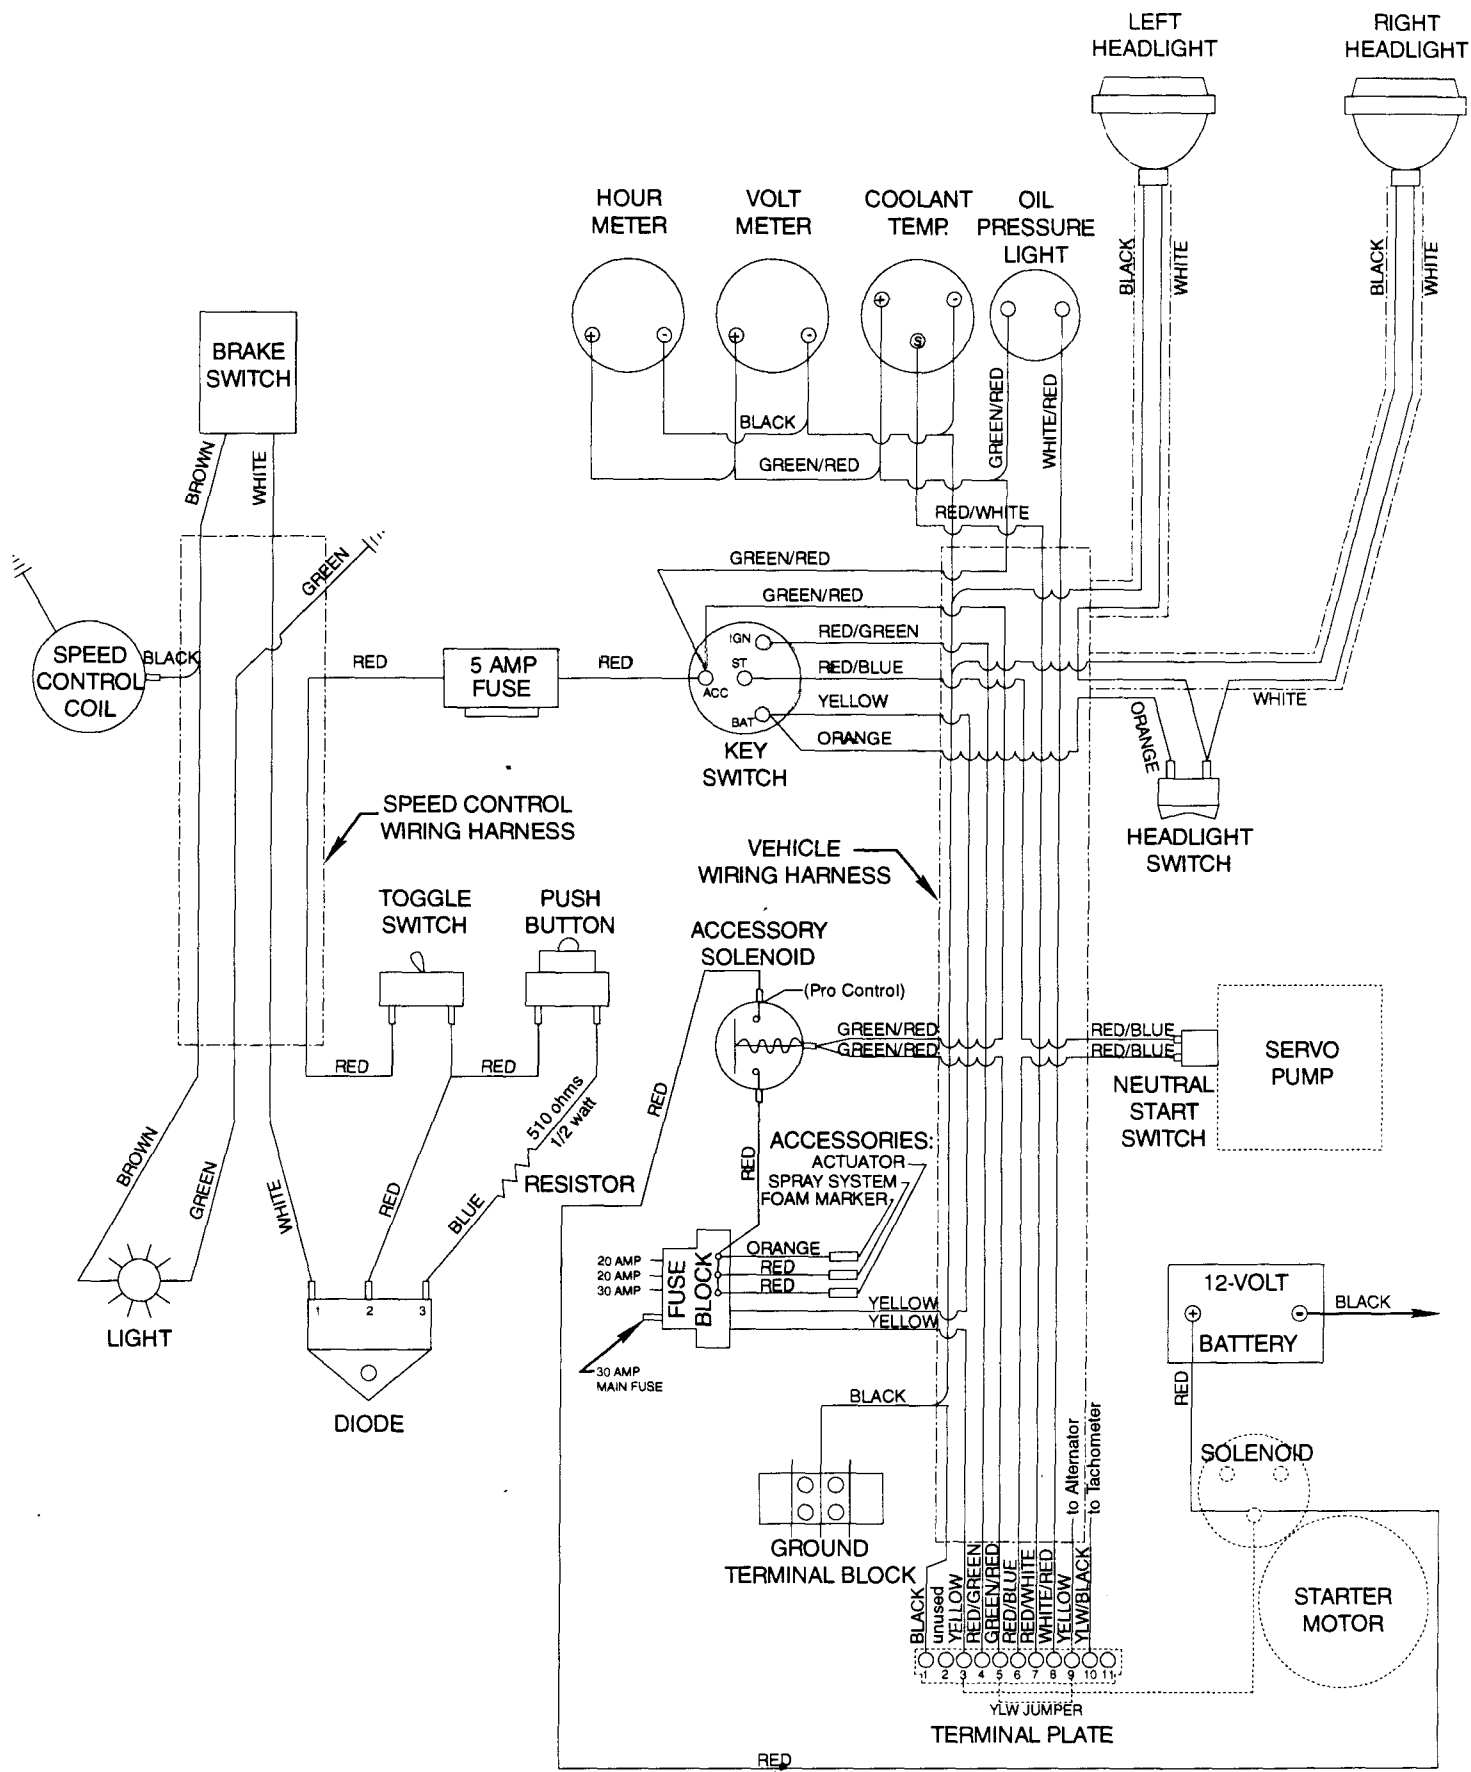 LEFT
HEADLIGHT
RIGHT
HEADLIGHT
HOUR
METER
VOLT
METER
COOLANT
TEMP.
OIL
PRESSURE
LIGHT
BLACK
WHITE
BLACK
WHITE
+
-
+
-
+
-
S
BRAKE
SWITCH
BLACK
GREEN/RED
GREEN/RED
WHITE/RED
BROWN
WHITE
RED/WHITE
GREEN
GREEN/RED
GREEN/RED
SPEED
CONTROL
COIL
BLACK
RED
5 AMP
FUSE
RED
IGN
ST
ACC
BAT
RED/GREEN
RED/BLUE
YELLOW
ORANGE
KEY
SWITCH
WHITE
ORANGE
HEADLIGHT
SWITCH
SPEED CONTROL
WIRING HARNESS
VEHICLE
WIRING HARNESS
TOGGLE
SWITCH
PUSH
BUTTON
ACCESSORY
SOLENOID
(Pro Control)
GREEN/RED
GREEN/RED
RED/BLUE
RED/BLUE
SERVO
PUMP
NEUTRAL
START
SWITCH
RED
RED
RED
510 ohms
1/2 watt
RESISTOR
BROWN
GREEN
WHITE
RED
BLUE
RED
ACCESSORIES:
ACTUATOR
SPRAY SYSTEM
FOAM MARKER
ORANGE
RED
RED
20 AMP
20 AMP
30 AMP
FUSE
BLOCK
YELLOW
YELLOW
30 AMP
MAIN FUSE
LIGHT
1 2 3
DIODE
12-VOLT
+
-
BATTERY
BLACK
RED
BLACK
to Alternator
to Tachometer
SOLENOID
GROUND
TERMINAL BLOCK
STARTER
MOTOR
BLACK
unused
YELLOW
RED/GREEN
GREEN/RED
RED/BLUE
RED/WHITE
WHITE/RED
YELLOW
YLW/BLACK
1 2 3 4 5 6 7 8 9 10 11
YLW JUMPER
TERMINAL PLATE
RED